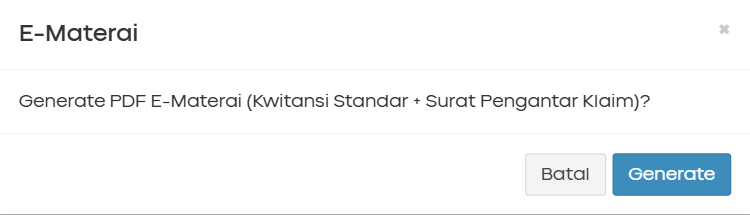 E-Materai
Generate PDF E-Materai (Kwitansi Standar + Surat Pengantar Klaim)?
Batal
Generate